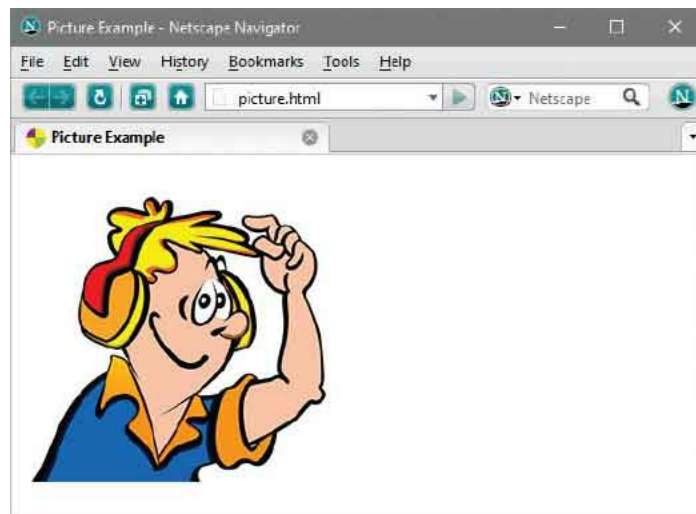 Picture Example - Netscape Navigator
File Edit View History Bookmarks Tools Help
picture.html Netscape
Picture Example